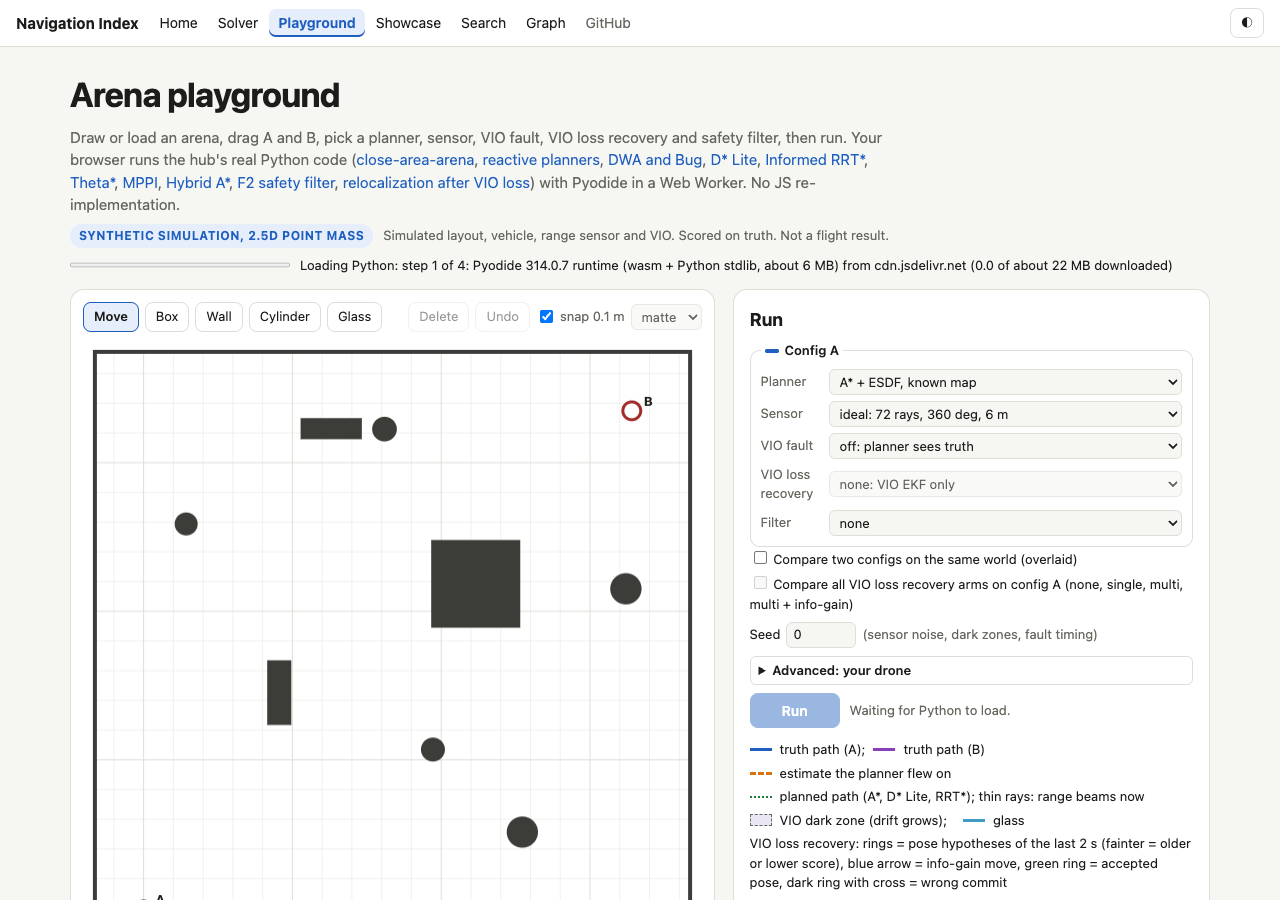 Navigation Index Home Solver Playground Showcase Search Graph GitHub
Arena playground
Draw or load an arena, drag A and B, pick a planner, sensor, VIO fault, VIO loss recovery and safety filter, then run. Your
browser runs the hub's real Python code (close-area-arena, reactive planners, DWA and Bug, D* Lite, Informed RRT*,
Theta*, MPPI, Hybrid A*, F2 safety filter, relocalization after VIO loss) with Pyodide in a Web Worker. No JS re-
implementation.
SYNTHETIC SIMULATION, 2.5D POINT MASS Simulated layout, vehicle, range sensor and VIO. Scored on truth. Not a flight result.
Loading Python: step 1 of 4: Pyodide 314.0.7 runtime (wasm + Python stdlib, about 6 MB) from cdn.jsdelivr.net (0.0 of about 22 MB downloaded)
Move Box Wall Cylinder Glass Delete Undo snap 0.1 m matte
B
A
Run
Config A
Planner A* + ESDF, known map
Sensor ideal: 72 rays, 360 deg, 6 m
VIO fault off: planner sees truth
VIO loss
recovery none: VIO EKF only
Filter none
Compare two configs on the same world (overlaid)
Compare all VIO loss recovery arms on config A (none, single, multi,
multi + info-gain)
Seed 0 (sensor noise, dark zones, fault timing)
Advanced: your drone
Run Waiting for Python to load.
truth path (A); truth path (B)
estimate the planner flew on
planned path (A*, D* Lite, RRT*); thin rays: range beams now
VIO dark zone (drift grows); glass
VIO loss recovery: rings = pose hypotheses of the last 2 s (fainter = older
or lower score), blue arrow = info-gain move, green ring = accepted
pose, dark ring with cross = wrong commit